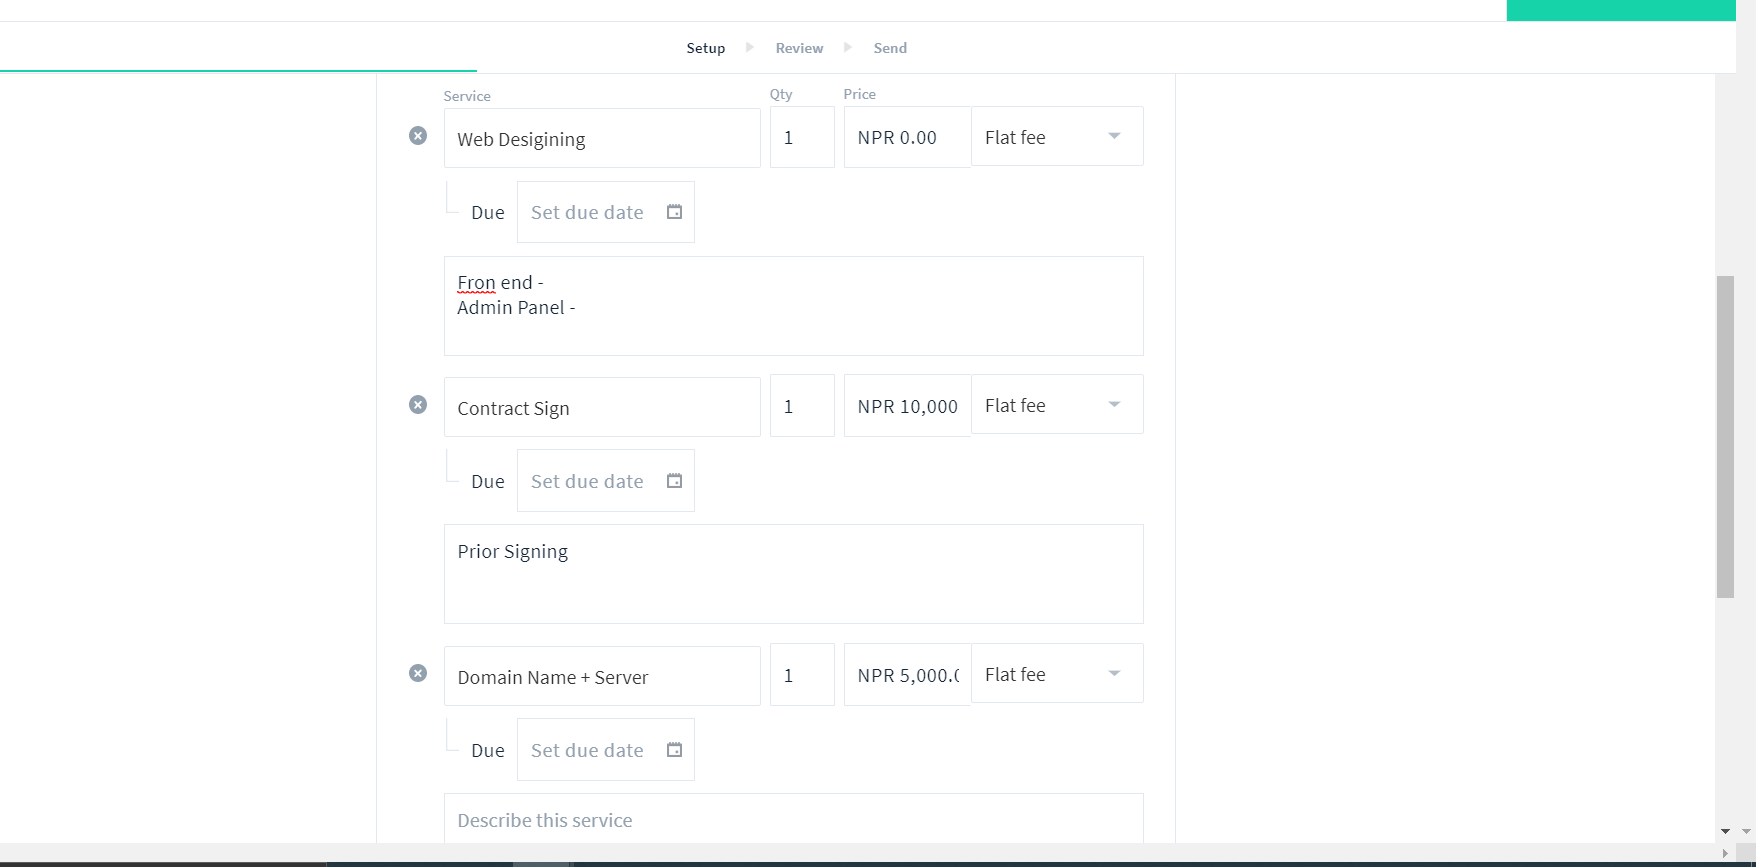 Setup Review Send
Service Qty Price
Web Desigining 1 NPR 0.00 Flat fee
Due Set due date
Fron end -
Admin Panel -
Contract Sign 1 NPR 10,000 Flat fee
Due Set due date
Prior Signing
Domain Name + Server 1 NPR 5,000.0 Flat fee
Due Set due date
Describe this service